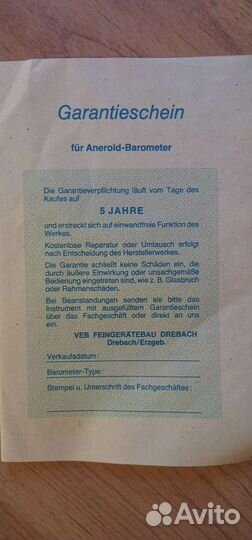 Garantieschein
für Aneroid-Barometer
Die Garantieverpflichtung läuft vom Tage des
Kaufes auf
5 JAHRE
und erstreckt sich auf einwandfreie Funktion des
Werkes.
Kostenlose Reparatur oder Umtausch erfolgt
nach Entscheidung des Herstellerwerkes.
Die Garantie schließt keine Schäden ein, die
durch äußere Einwirkung oder unsachgemäße
Bedienung eingetreten sind, wie z. B. Glasbruch
oder Rahmenschäden.
Bei Beanstandungen senden sie bitte das
Instrument mit ausgefülltem Garantieschein
über das Fachgeschäft oder direkt an uns
ein.
VEB FEINGERÄTEBAU DREBACH
Drebach/Erzgeb.
Verkaufsdatum:
Barometer-Type:
Stempel u. Unterschrift des Fachgeschäftes:
Avito